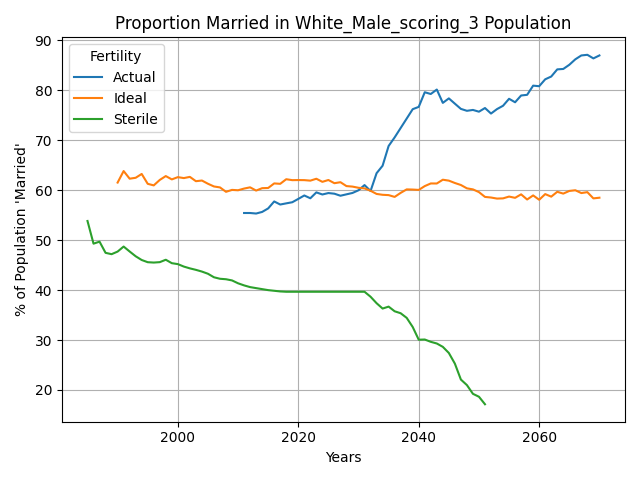 Proportion Married in White_Male_scoring_3 Population
% of Population 'Married'
90
80
70
60
50
40
30
20
Fertility
Actual
Ideal
Sterile
2000
2020
2040
2060
Years